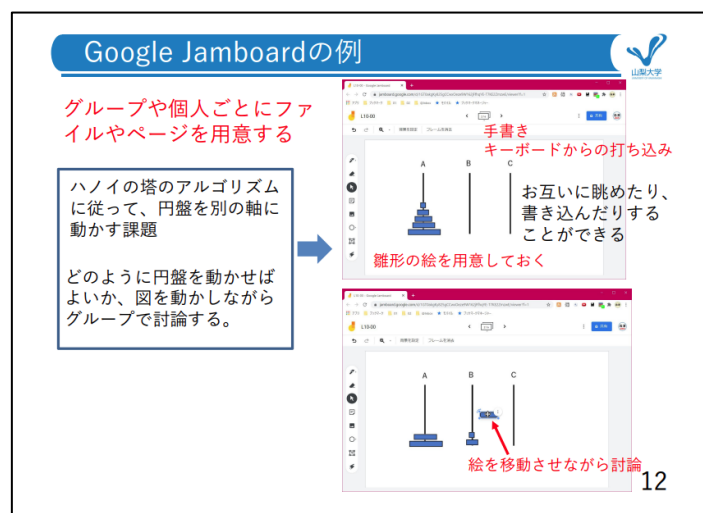 Google Jamboardの例
山梨大学
グループや個人ごとにファ
イルやページを用意する
ハノイの塔のアルゴリズム
に従って、円盤を別の軸に
動かす課題
どのように円盤を動かせば
よいか、図を動かしながら
グループで討論する。
L10-00
手書き
キーボードからの打ち込み
A B C
お互いに眺めたり、
書き込んだりする
ことができる
雛形の絵を用意しておく
L10-00
A B C
絵を移動させながら討論
12